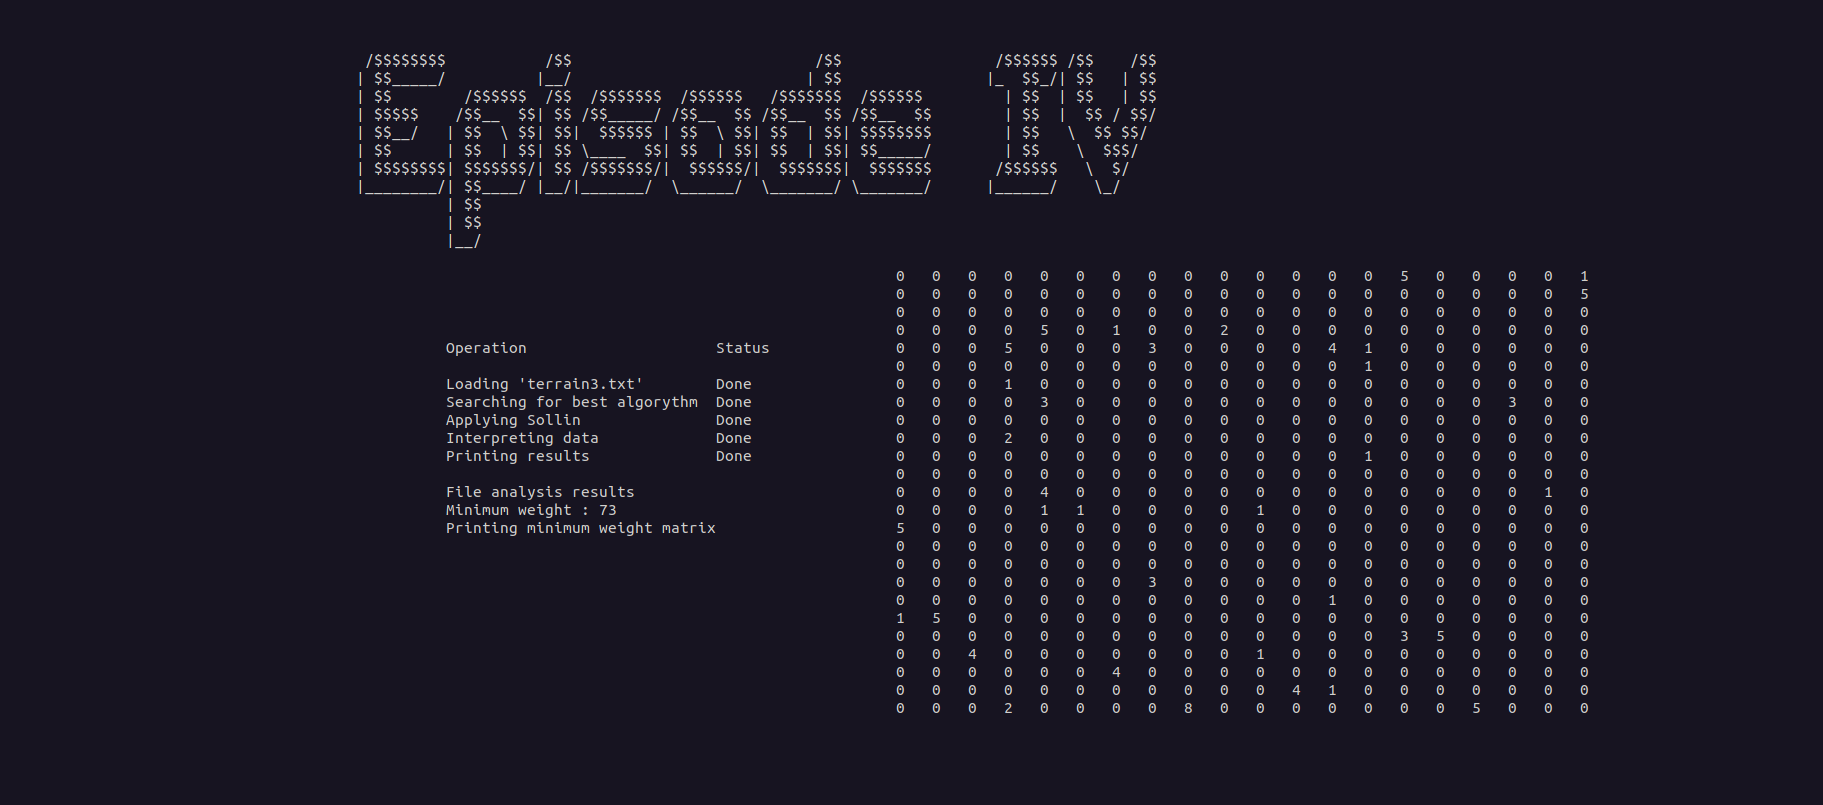 Episode IV
0 0 0 0 0 0 0 0 0 0 0 0 0 0 5 0 0 0 0 1
0 0 0 0 0 0 0 0 0 0 0 0 0 0 0 0 0 0 0 5
0 0 0 0 0 0 0 0 0 0 0 0 0 0 0 0 0 0 0 0
0 0 0 0 5 0 1 0 0 2 0 0 0 0 0 0 0 0 0 0
Operation Status 0 0 0 5 0 0 0 3 0 0 0 0 4 1 0 0 0 0 0 0
0 0 0 0 0 0 0 0 0 0 0 0 0 1 0 0 0 0 0 0
Loading 'terrain3.txt' Done 0 0 0 1 0 0 0 0 0 0 0 0 0 0 0 0 0 0 0 0
Searching for best algorythm Done 0 0 0 0 3 0 0 0 0 0 0 0 0 0 0 0 0 3 0 0
Applying Sollin Done 0 0 0 0 0 0 0 0 0 0 0 0 0 0 0 0 0 0 0 0
Interpreting data Done 0 0 0 2 0 0 0 0 0 0 0 0 0 0 0 0 0 0 0 0
Printing results Done 0 0 0 0 0 0 0 0 0 0 0 0 0 1 0 0 0 0 0 0
0 0 0 0 0 0 0 0 0 0 0 0 0 0 0 0 0 0 0 0
File analysis results 0 0 0 0 4 0 0 0 0 0 0 0 0 0 0 0 0 0 1 0
Minimum weight : 73 0 0 0 0 1 1 0 0 0 0 1 0 0 0 0 0 0 0 0 0
Printing minimum weight matrix 5 0 0 0 0 0 0 0 0 0 0 0 0 0 0 0 0 0 0 0
0 0 0 0 0 0 0 0 0 0 0 0 0 0 0 0 0 0 0 0
0 0 0 0 0 0 0 0 0 0 0 0 0 0 0 0 0 0 0 0
0 0 0 0 0 0 0 3 0 0 0 0 0 0 0 0 0 0 0 0
0 0 0 0 0 0 0 0 0 0 0 0 1 0 0 0 0 0 0 0
1 5 0 0 0 0 0 0 0 0 0 0 0 0 0 0 0 0 0 0
0 0 0 0 0 0 0 0 0 0 0 0 0 0 3 5 0 0 0 0
0 0 4 0 0 0 0 0 0 0 1 0 0 0 0 0 0 0 0 0
0 0 0 0 0 0 4 0 0 0 0 0 0 0 0 0 0 0 0 0
0 0 0 0 0 0 0 0 0 0 0 4 1 0 0 0 0 0 0 0
0 0 0 2 0 0 0 0 8 0 0 0 0 0 0 0 5 0 0 0